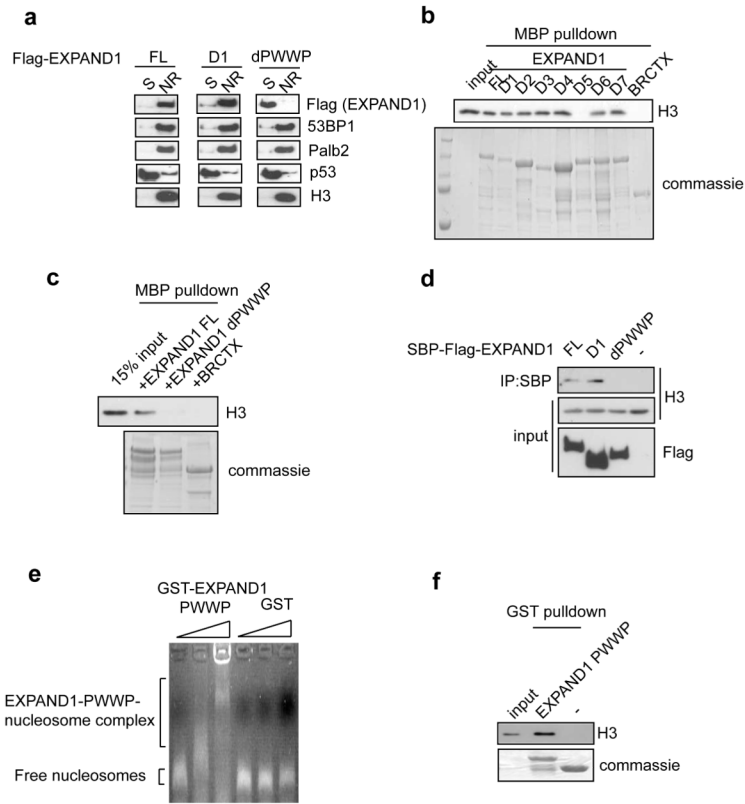 a
Flag-EXPAND1 FL D1 dPWWP
S NR S NR S NR
Flag (EXPAND1)
53BP1
Palb2
p53
H3
b
MBP pulldown
EXPAND1
input FL D1 D2 D3 D4 D5 D6 D7 BRCTX
H3
commassie
c
MBP pulldown
15% input +EXPAND1 FL +EXPAND1 dPWWP +BRCTX
H3
commassie
d
SBP-Flag-EXPAND1 FL D1 dPWWP -
IP:SBP
H3
input
Flag
e
GST-EXPAND1
PWWP GST
EXPAND1-PWWP-
nucleosome complex
Free nucleosomes
f
GST pulldown
input EXPAND1 PWWP -
H3
commassie